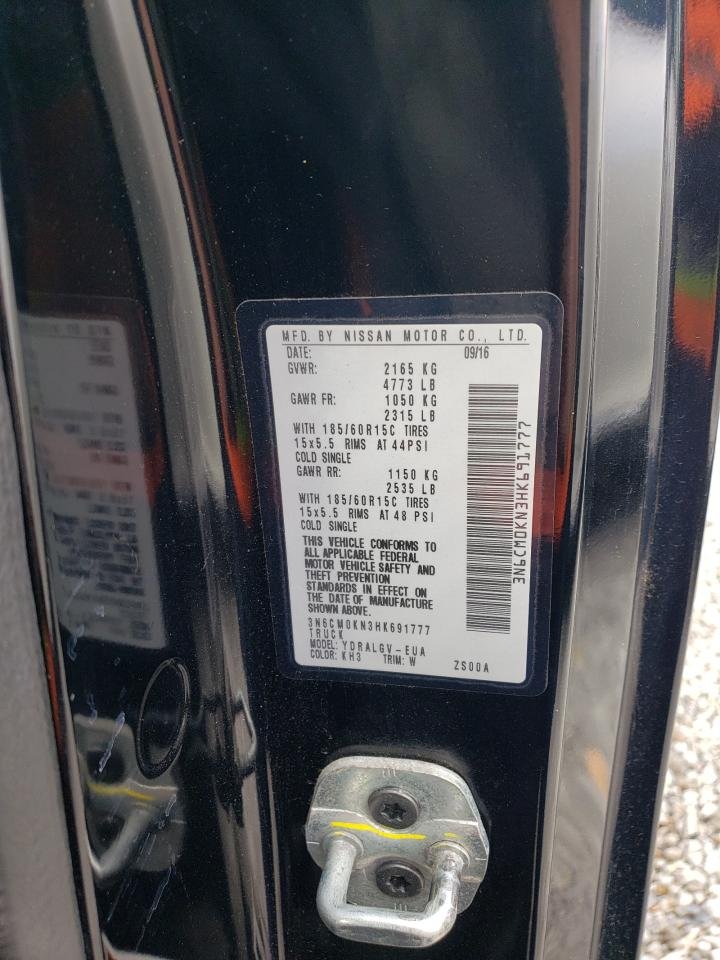 MFD. BY NISSAN MOTOR CO., LTD.
DATE: 09/16
GVWR: 2165 KG
4773 LB
GAWR FR: 1050 KG
2315 LB
WITH 185/60R15C TIRES
15x5.5 RIMS AT 44PSI
COLD SINGLE
GAWR RR: 1150 KG
2535 LB
WITH 185/60R15C TIRES
15x5.5 RIMS AT 48 PSI
COLD SINGLE
THIS VEHICLE CONFORMS TO
ALL APPLICABLE FEDERAL
MOTOR VEHICLE SAFETY AND
THEFT PREVENTION
STANDARDS IN EFFECT ON
THE DATE OF MANUFACTURE
SHOWN ABOVE.
3N6CM0KN3HK691777
TRUCK
MODEL: YDRALGV-EUA
COLOR: KH3 TRIM: W ZS00A
3N6CM0KN3HK691777